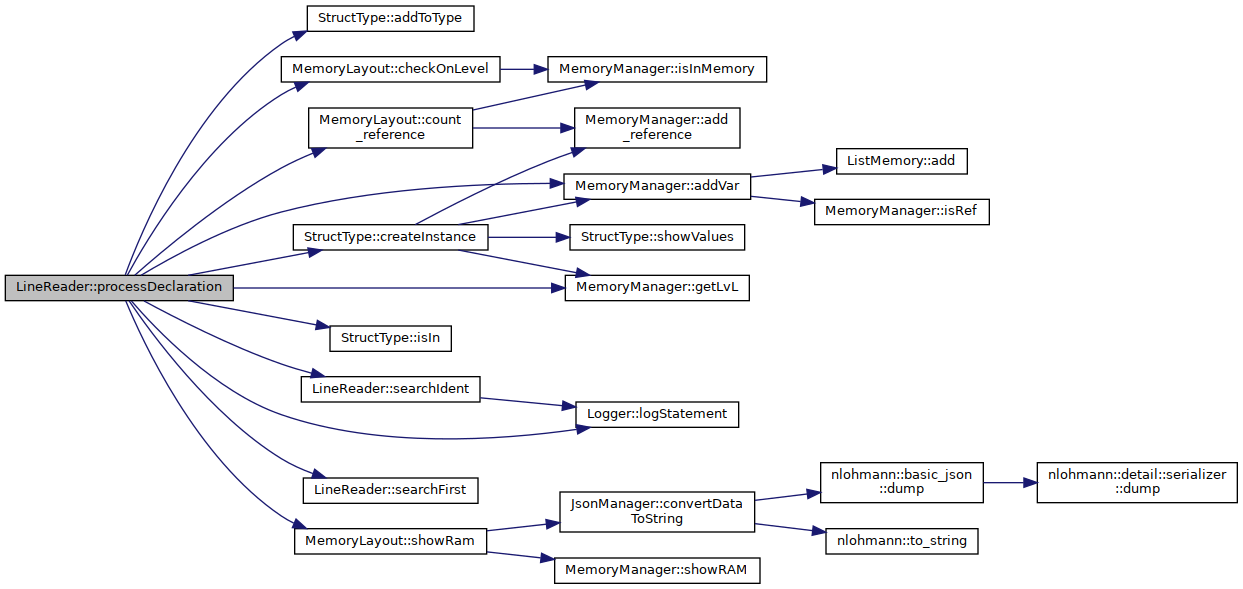 StructType::addToType
MemoryLayout::checkOnLevel
MemoryManager::isInMemory
MemoryLayout::count
_reference
MemoryManager::add
_reference
ListMemory::add
MemoryManager::addVar
MemoryManager::isRef
StructType::createInstance
StructType::showValues
LineReader::processDeclaration
MemoryManager::getLvL
StructType::isIn
LineReader::searchIdent
Logger::logStatement
LineReader::searchFirst
nlohmann::basic_json
::dump
nlohmann::detail::serializer
::dump
JsonManager::convertData
ToString
MemoryLayout::showRam
nlohmann::to_string
MemoryManager::showRAM